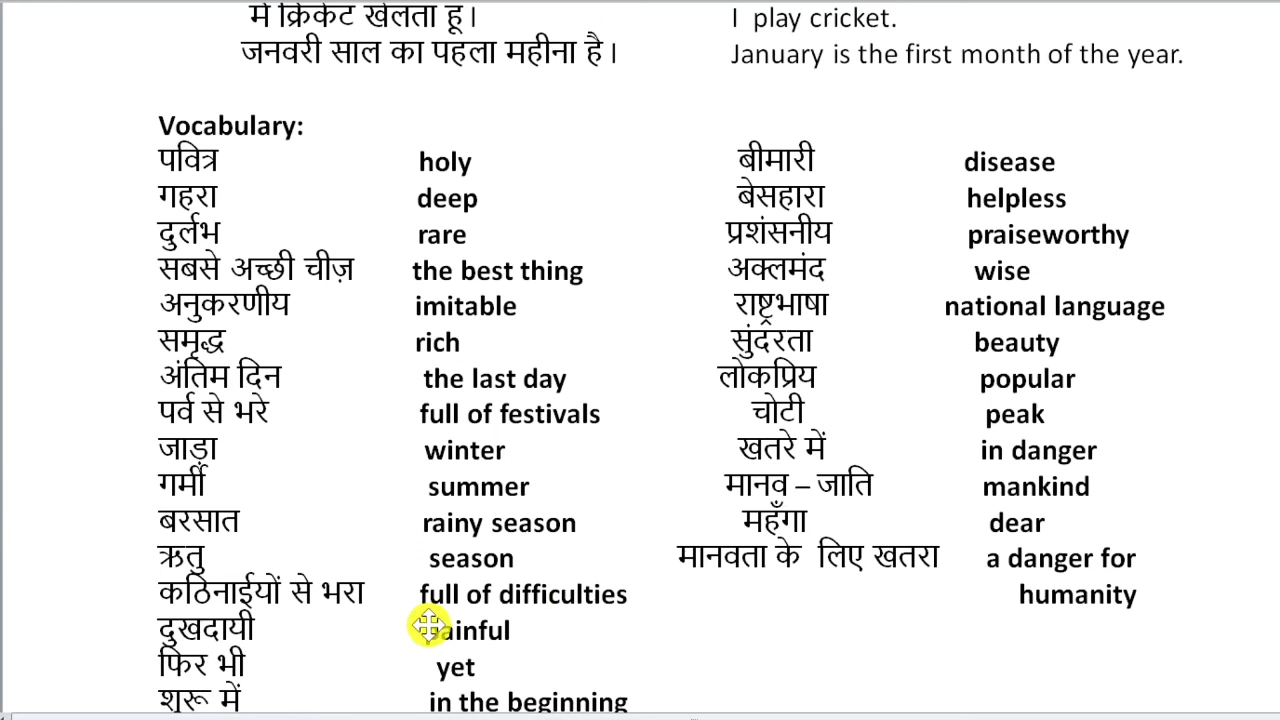 मैं क्रिकेट खेलता हूँ। I play cricket.
जनवरी साल का पहला महीना है। January is the first month of the year.
Vocabulary:
पवित्र holy बीमारी disease
गहरा deep बेसहारा helpless
दुर्लभ rare प्रशंसनीय praiseworthy
सबसे अच्छी चीज़ the best thing अक्लमंद wise
अनुकरणीय imitable राष्ट्रभाषा national language
समृद्ध rich सुंदरता beauty
अंतिम दिन the last day लोकप्रिय popular
पर्व से भरे full of festivals चोटी peak
जाड़ा winter खतरे में in danger
गर्मी summer मानव – जाति mankind
बरसात rainy season महँगा dear
ऋतु season मानवता के लिए खतरा a danger for
कठिनाईयों से भरा full of difficulties humanity
दुखदायी painful
फिर भी yet
शुरू में in the beginning